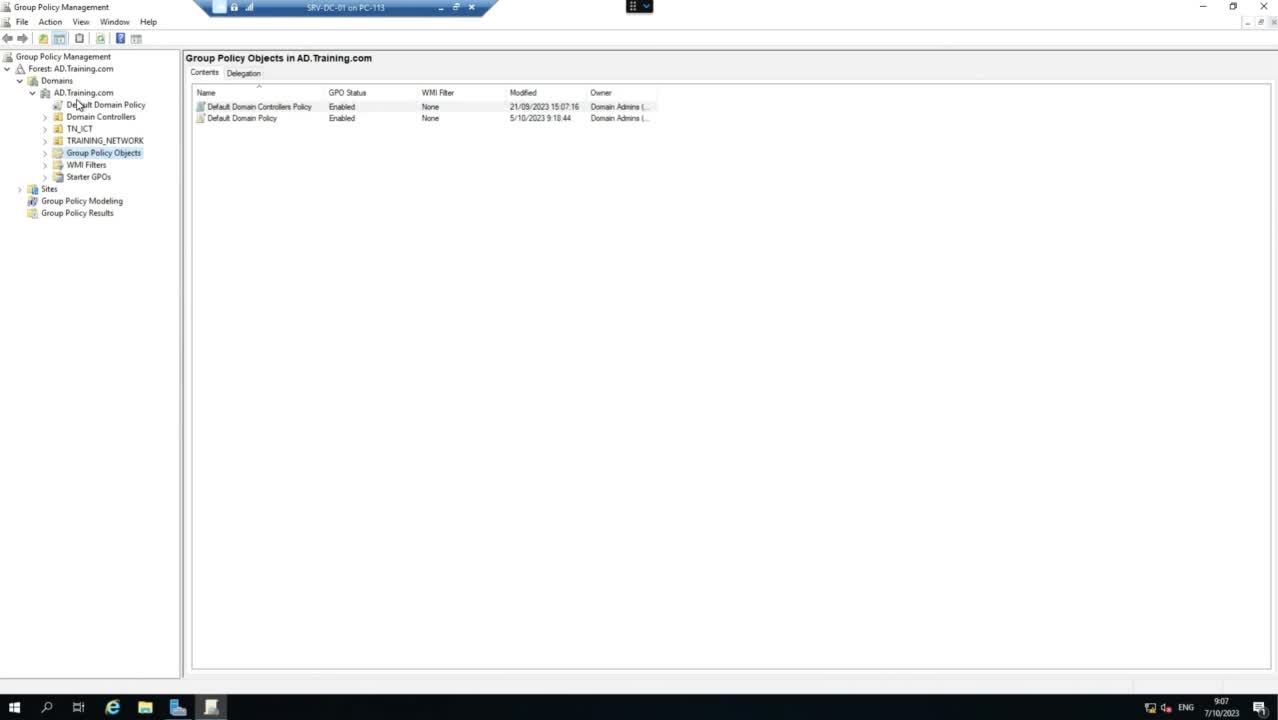 Group Policy Management
SRV-DC-01 on PC-113
File Action View Window Help
Group Policy Management
Forest: AD.Training.com
Domains
AD.Training.com
Default Domain Policy
Domain Controllers
TN_ICT
TRAINING_NETWORK
Group Policy Objects
WMI Filters
Starter GPOs
Sites
Group Policy Modeling
Group Policy Results
Group Policy Objects in AD.Training.com
Contents Delegation
Name GPO Status WMI Filter Modified Owner
Default Domain Controllers Policy Enabled None 21/09/2023 15:07:16 Domain Admins (...
Default Domain Policy Enabled None 5/10/2023 9:18:44 Domain Admins (...
ENG
9:07
7/10/2023
1